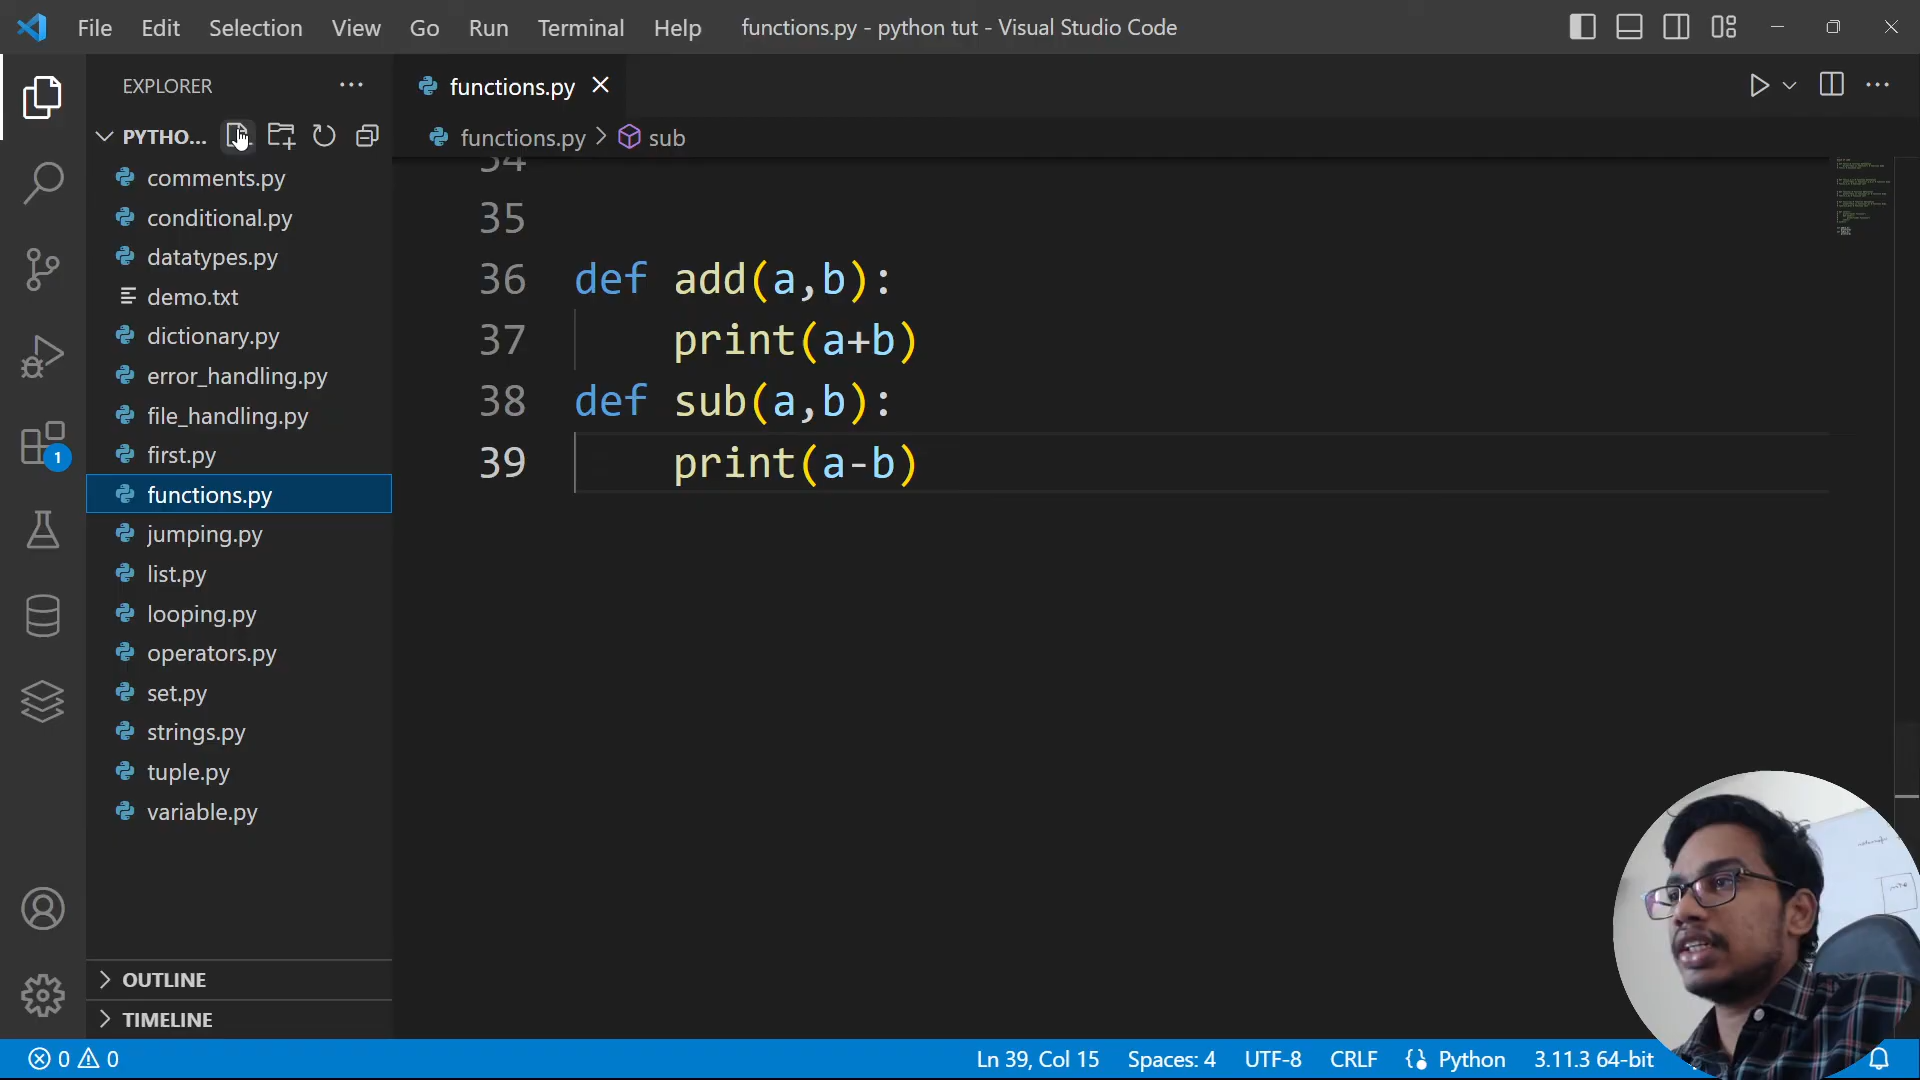 File Edit Selection View Go Run Terminal Help functions.py - python tut - Visual Studio Code
EXPLORER
PYTHO...
comments.py
conditional.py
datatypes.py
demo.txt
dictionary.py
error_handling.py
file_handling.py
first.py
functions.py
jumping.py
list.py
looping.py
operators.py
set.py
strings.py
tuple.py
variable.py
OUTLINE
TIMELINE
1
functions.py
functions.py > sub
34
35
36 def add(a,b):
37 print(a+b)
38 def sub(a,b):
39 print(a-b)
0 0 Ln 39, Col 15 Spaces: 4 UTF-8 CRLF Python 3.11.3 64-bit